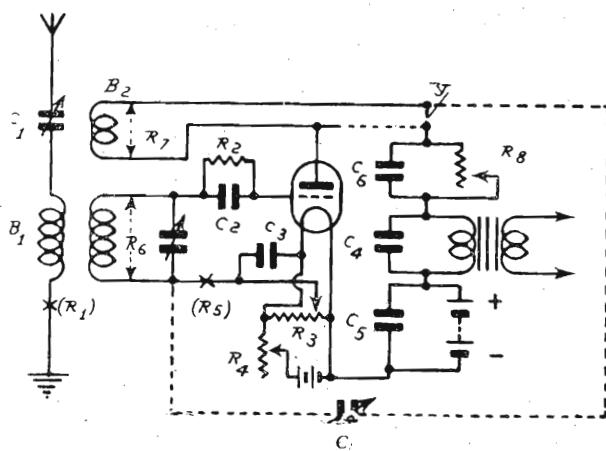 B₂
R₇
R₂
Y
R₈
C₁
C₆
B₁
R₆
C₂
C₃
C₄
(R₁)
(R₅)
R₃
C₅
+
R₄
-
C